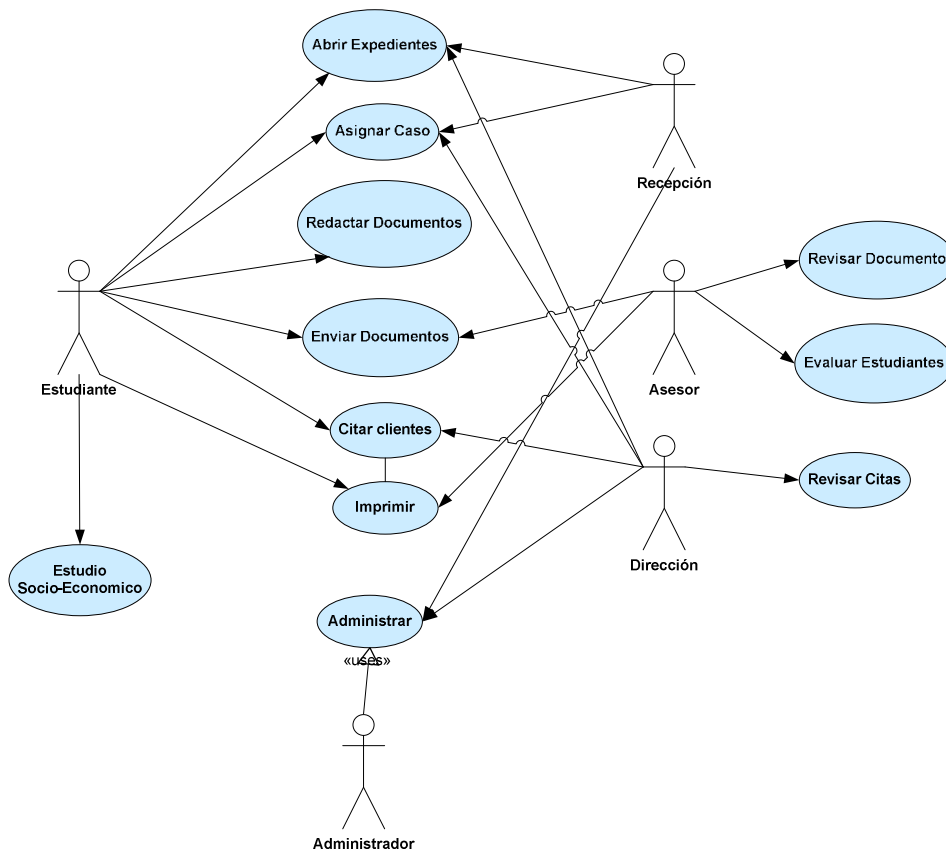 Abrir Expedientes
Asignar Caso
Recepción
Redactar Documentos
Revisar Documento
Enviar Documentos
Evaluar Estudiantes
Estudiante
Asesor
Citar clientes
Revisar Citas
Imprimir
Dirección
Estudio
Socio-Economico
Administrar
«uses»
Administrador